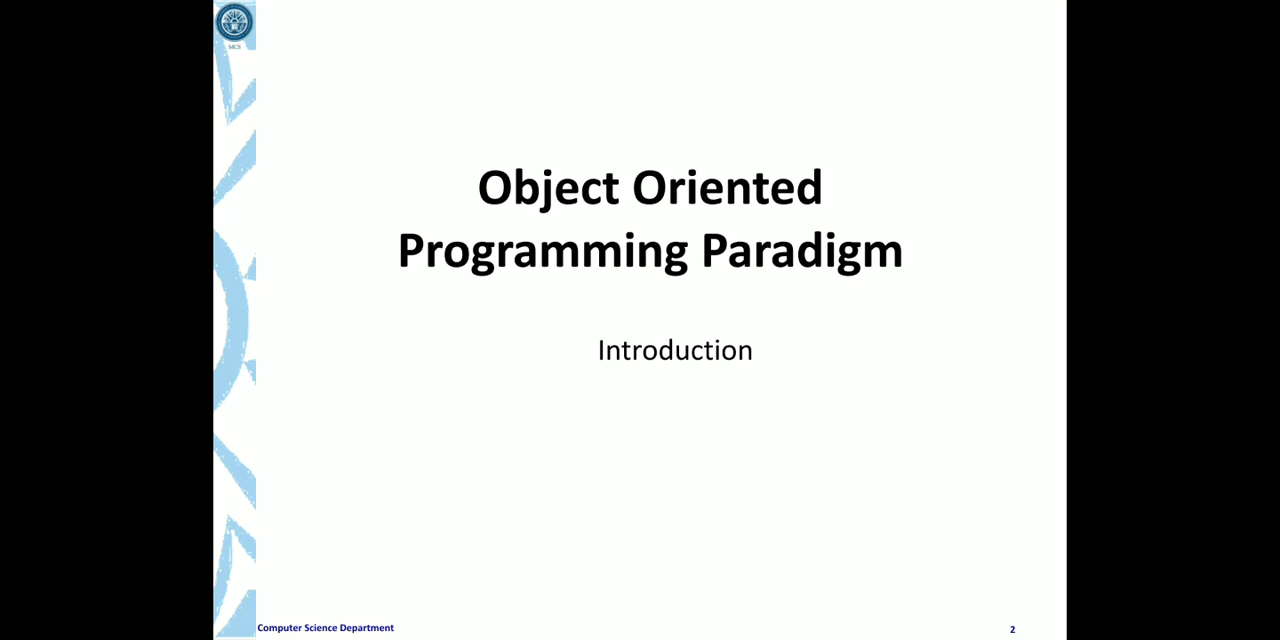 MCS
Object Oriented
Programming Paradigm
Introduction
Computer Science Department
2